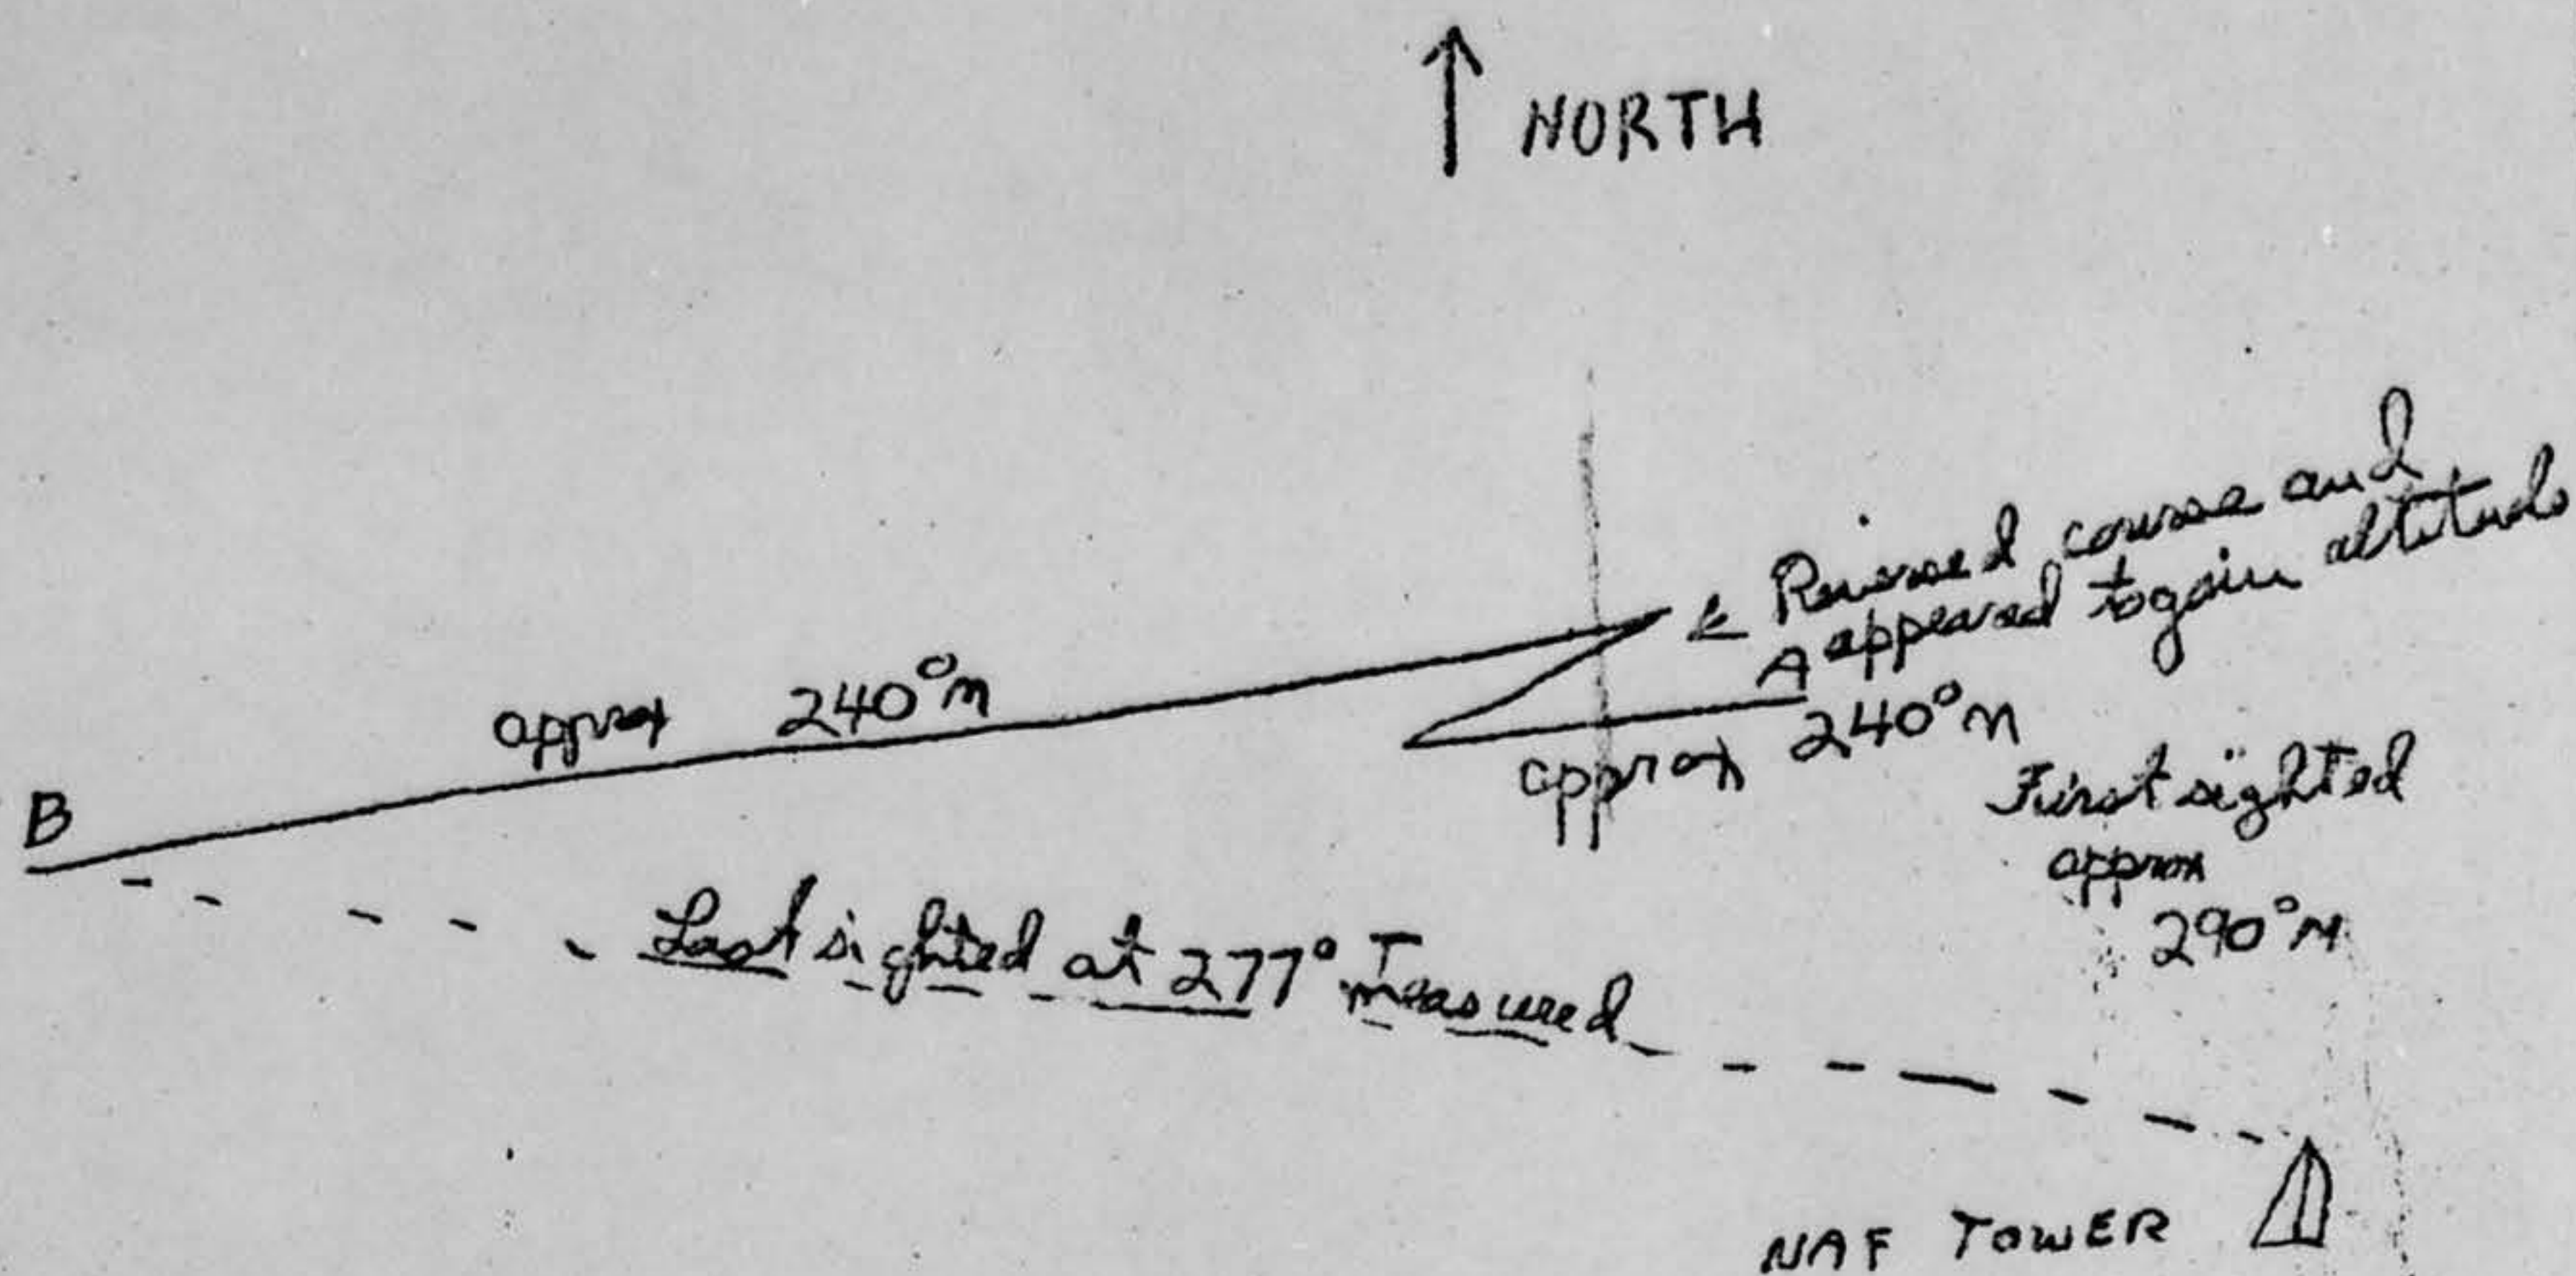 NORTH
Reversed course and
appeared to gain altitude
A
approx 240°M
approx 240°M
B
First sighted
approx
290°M
Last sighted at 277° T
measured
NAF TOWER